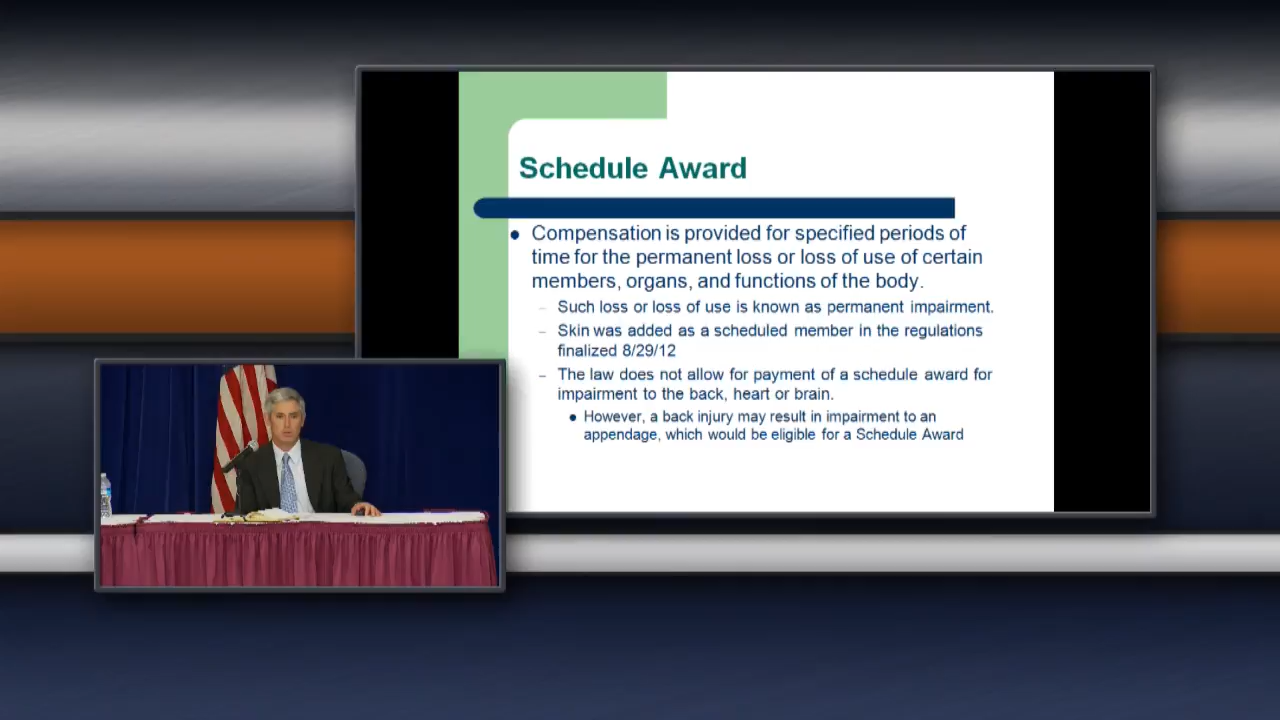 Schedule Award
• Compensation is provided for specified periods of
time for the permanent loss or loss of use of certain
members, organs, and functions of the body.
– Such loss or loss of use is known as permanent impairment.
– Skin was added as a scheduled member in the regulations
finalized 8/29/12
– The law does not allow for payment of a schedule award for
impairment to the back, heart or brain.
• However, a back injury may result in impairment to an
appendage, which would be eligible for a Schedule Award